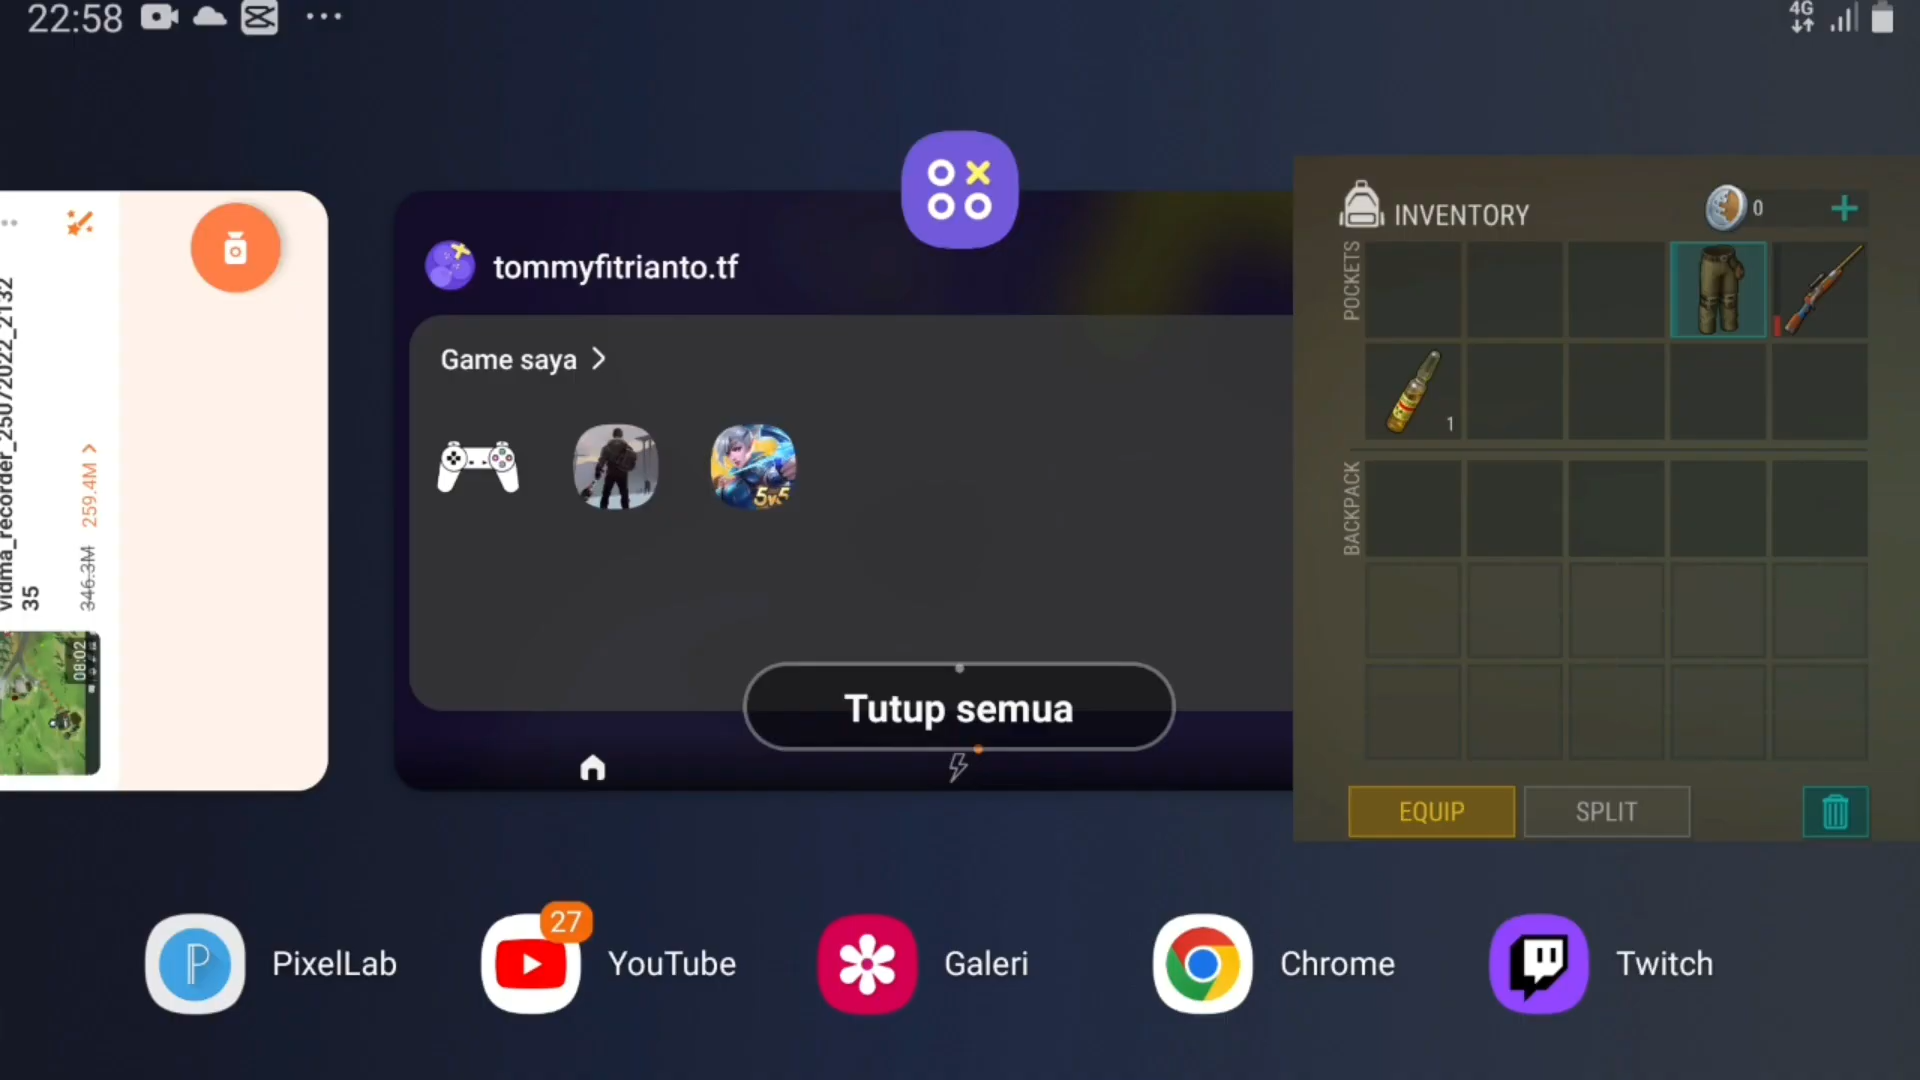 22:58
4G
vidma_recorder_25072022_2132
35
346.3M 259.4M >
08:02
tommyfitrianto.tf
Game saya >
5v5
Tutup semua
INVENTORY
0
+
POCKETS
1
BACKPACK
EQUIP
SPLIT
PixelLab
27
YouTube
Galeri
Chrome
Twitch